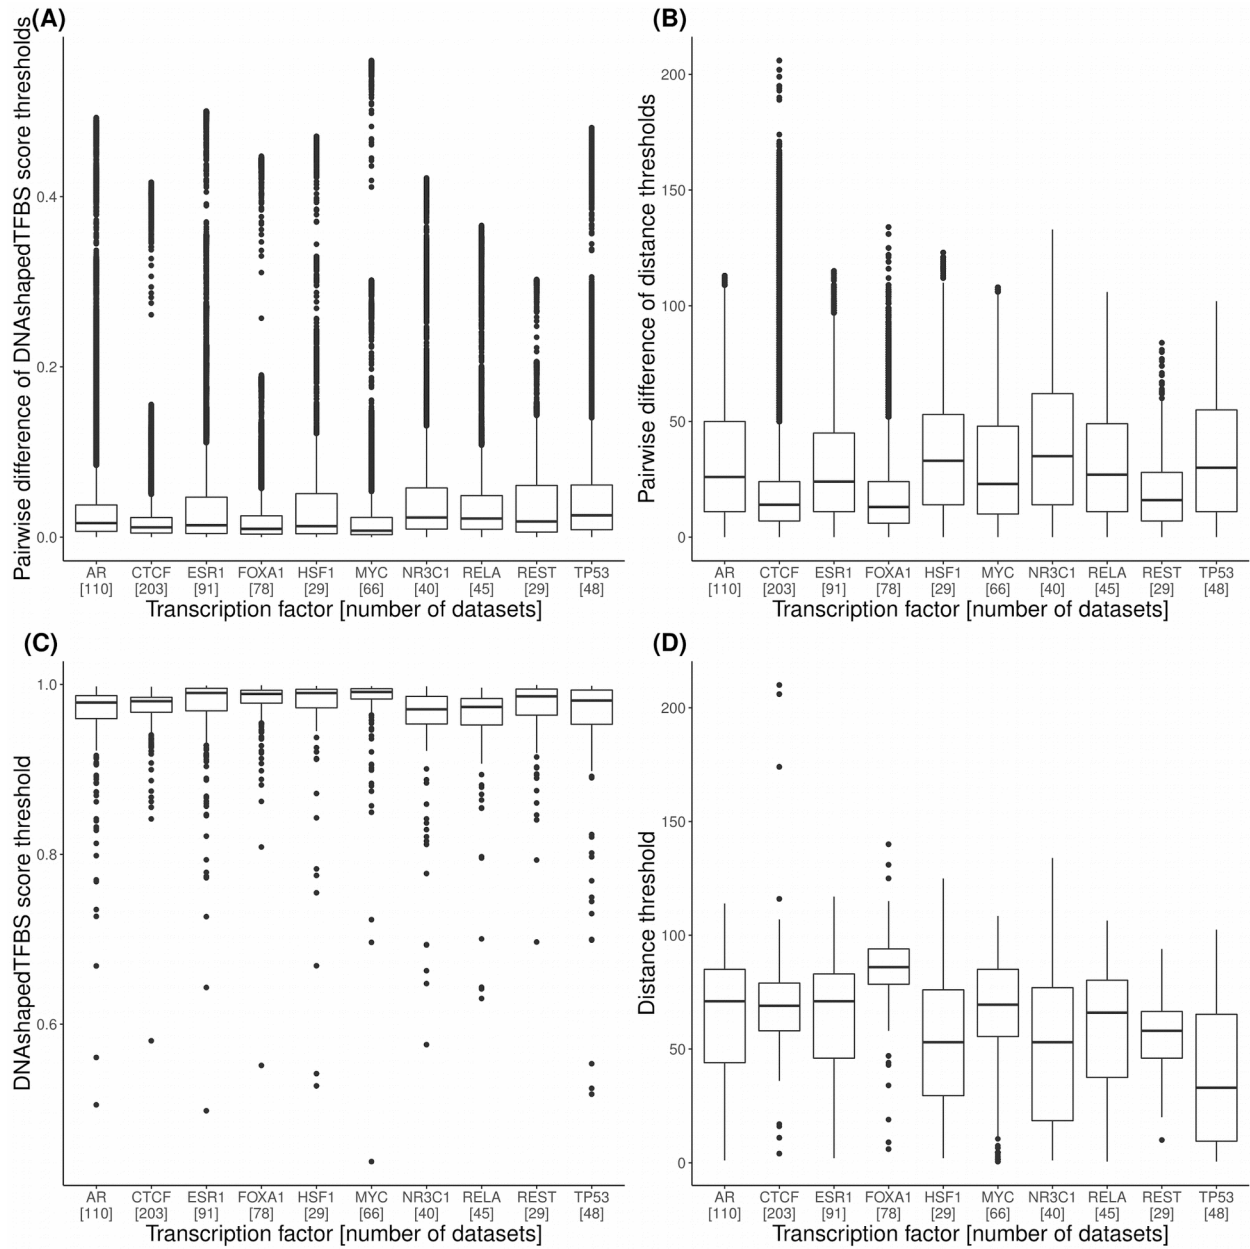 (A)
Pairwise difference of DNAshapedTFBS score thresholds
0.4
0.2
0.0
AR CTCF ESR1 FOXA1 HSF1 MYC NR3C1 RELA REST TP53
[110] [203] [91] [78] [29] [66] [40] [45] [29] [48]
Transcription factor [number of datasets]
(B)
Pairwise difference of distance thresholds
200
150
100
50
0
AR CTCF ESR1 FOXA1 HSF1 MYC NR3C1 RELA REST TP53
[110] [203] [91] [78] [29] [66] [40] [45] [29] [48]
Transcription factor [number of datasets]
(C)
DNAshapedTFBS score threshold
1.0
0.8
0.6
AR CTCF ESR1 FOXA1 HSF1 MYC NR3C1 RELA REST TP53
[110] [203] [91] [78] [29] [66] [40] [45] [29] [48]
Transcription factor [number of datasets]
(D)
Distance threshold
200
150
100
50
0
AR CTCF ESR1 FOXA1 HSF1 MYC NR3C1 RELA REST TP53
[110] [203] [91] [78] [29] [66] [40] [45] [29] [48]
Transcription factor [number of datasets]